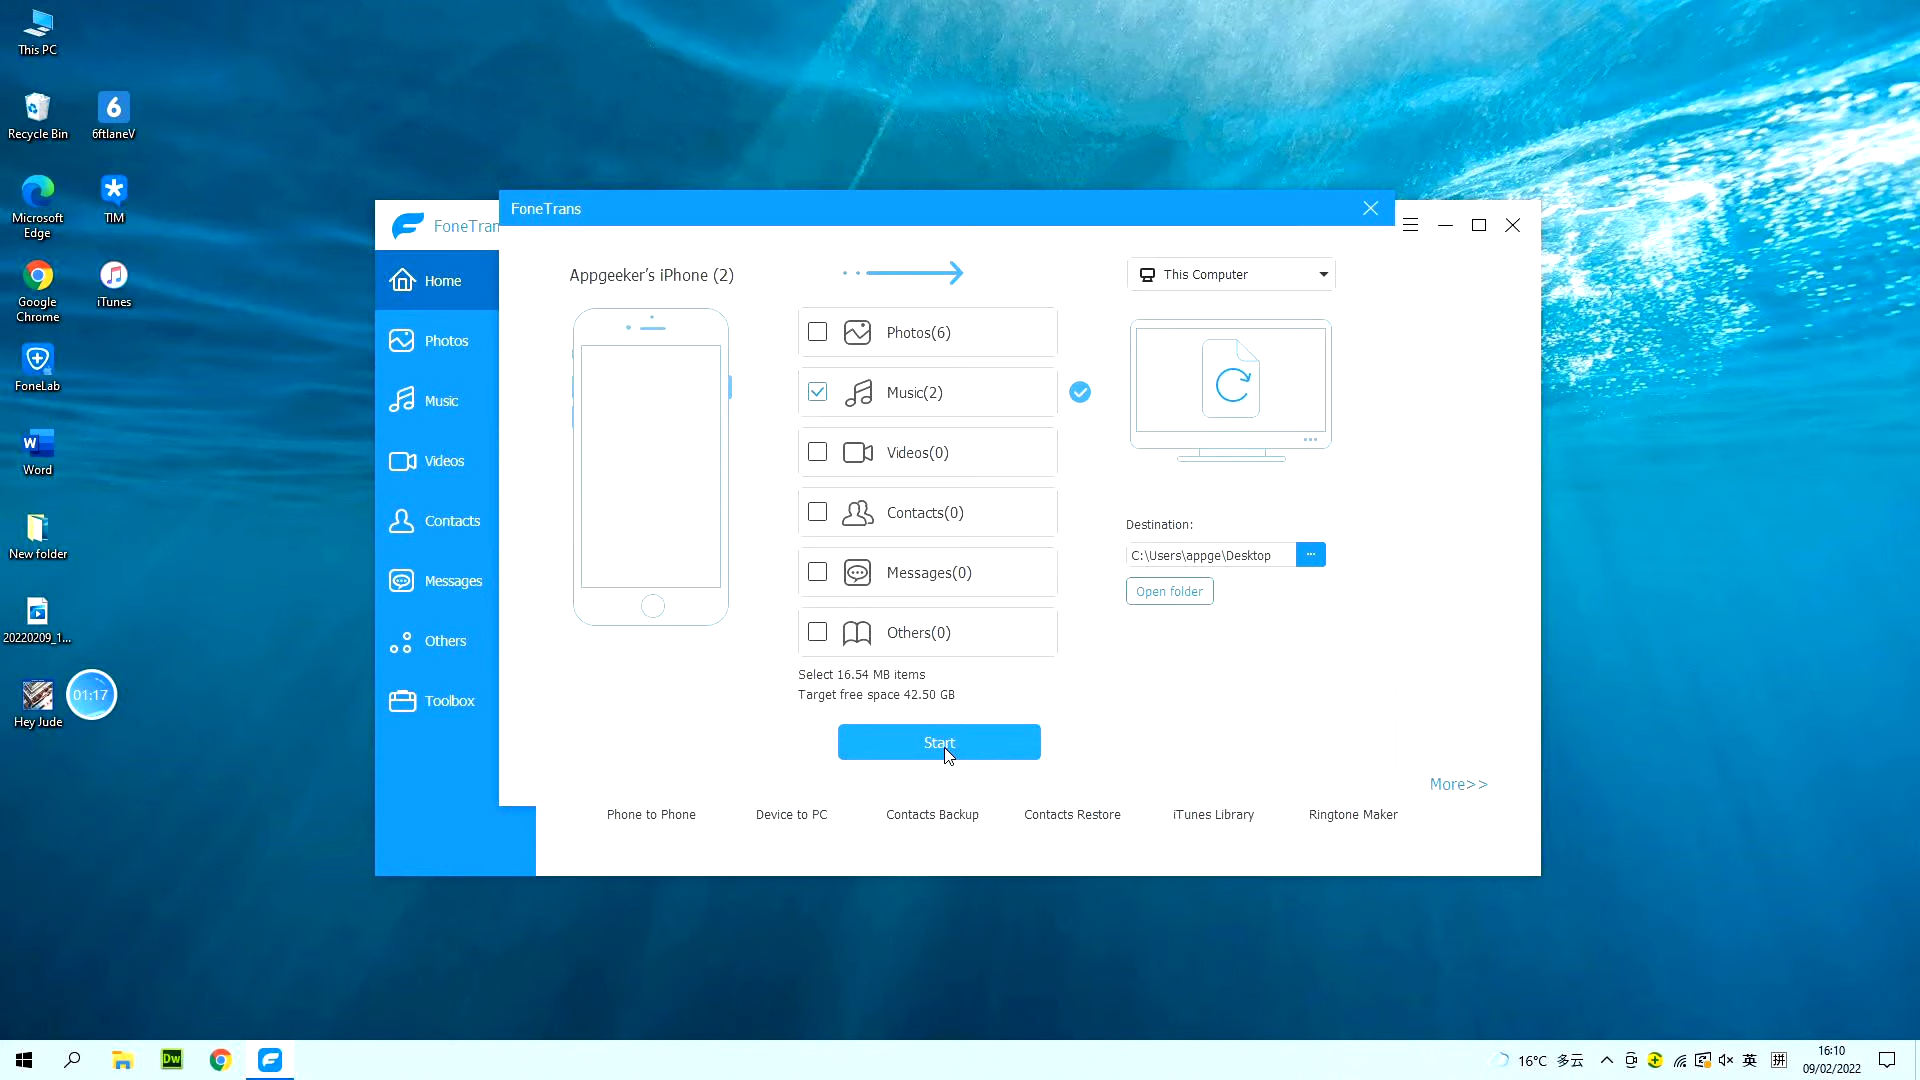 This PC
Recycle Bin
6ftlaneV
Microsoft
Edge
TIM
Google
Chrome
iTunes
FoneLab
Word
New folder
20220209_1...
Hey Jude
01:17
FoneTran
Home
Photos
Music
Videos
Contacts
Messages
Others
Toolbox
FoneTrans
Appgeeker's iPhone (2)
This Computer
Photos(6)
Music(2)
Videos(0)
Contacts(0)
Messages(0)
Others(0)
Select 16.54 MB items
Target free space 42.50 GB
Start
Destination:
C:\Users\appge\Desktop
...
Open folder
More>>
Phone to Phone
Device to PC
Contacts Backup
Contacts Restore
iTunes Library
Ringtone Maker
Dw
16°C 多云
英
拼
16:10
09/02/2022